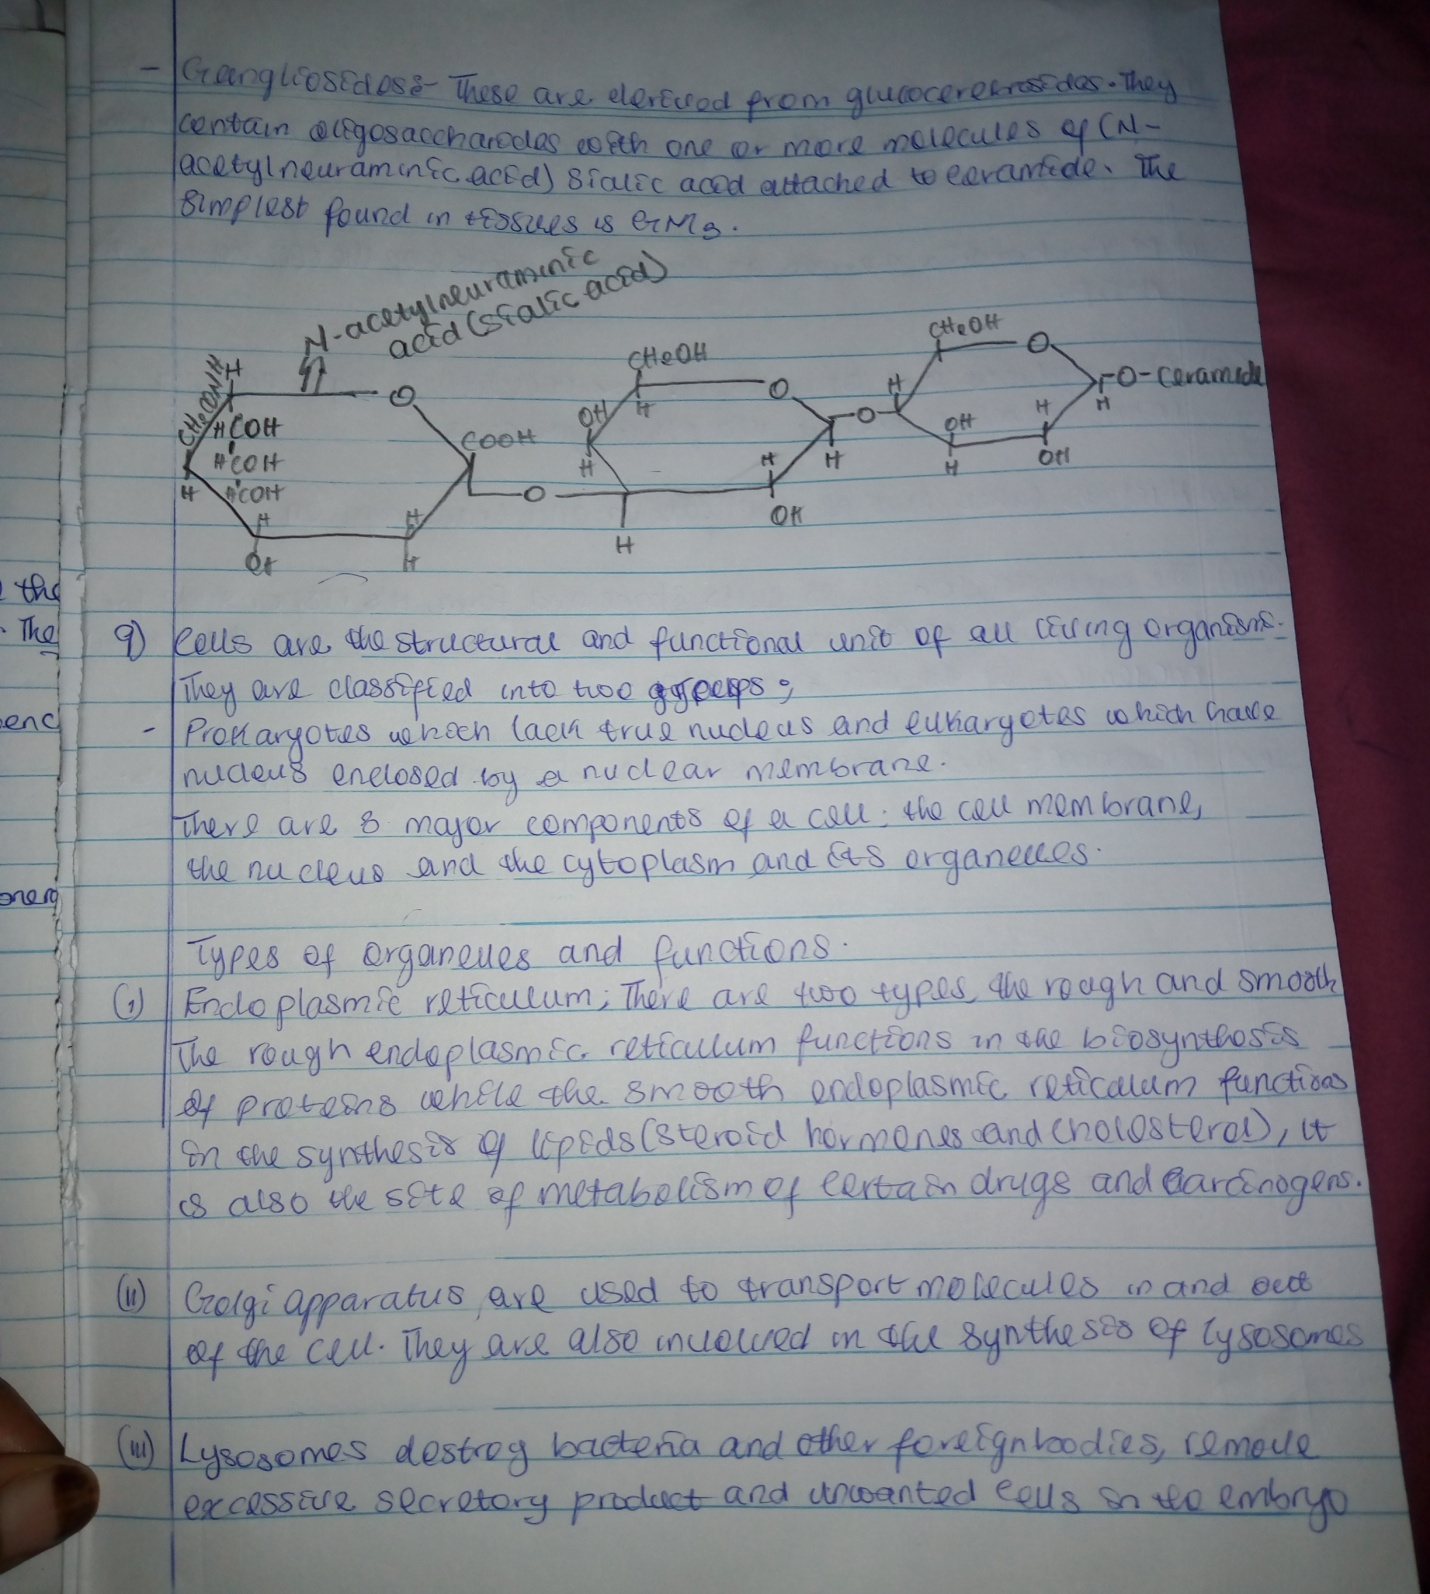 - Gangliosides:- These are derived from glucocerebrosides. They
contain oligosaccharides with one or more molecules of (N-
acetylneuraminic acid) sialic acid attached to ceramide. The
simplest found in tissues is GM3.
N-acetylneuraminic
acid (sialic acid)
CH2OH
CH2OH
H
O
O
O
H
O-ceramide
H
COOH
OH
H
O
HCOH
HCOH
HCOH
H
H
H
H
OH
H
H
OH
H
H
O
OH
OH
H
H
H
the
The
9) Cells are the structural and functional unit of all living organisms.
They are classified into two groups;
enc
- Prokaryotes which lack true nucleus and eukaryotes which have
nucleus enclosed by a nuclear membrane.
There are 3 major components of a cell: the cell membrane,
the nucleus and the cytoplasm and its organelles.
Types of organelles and functions.
(i) Endoplasmic reticulum; There are two types, the rough and smooth
The rough endoplasmic reticulum functions in the biosynthesis
of proteins while the smooth endoplasmic reticulum functions
in the synthesis of lipids (steroid hormones and cholesterol), it
is also the site of metabolism of certain drugs and carcinogens.
(ii) Golgi apparatus are used to transport molecules in and out
of the cell. They are also involved in the synthesis of lysosomes
(iii) Lysosomes destroy bacteria and other foreign bodies, remove
excessive secretory product and unwanted cells in the embryo